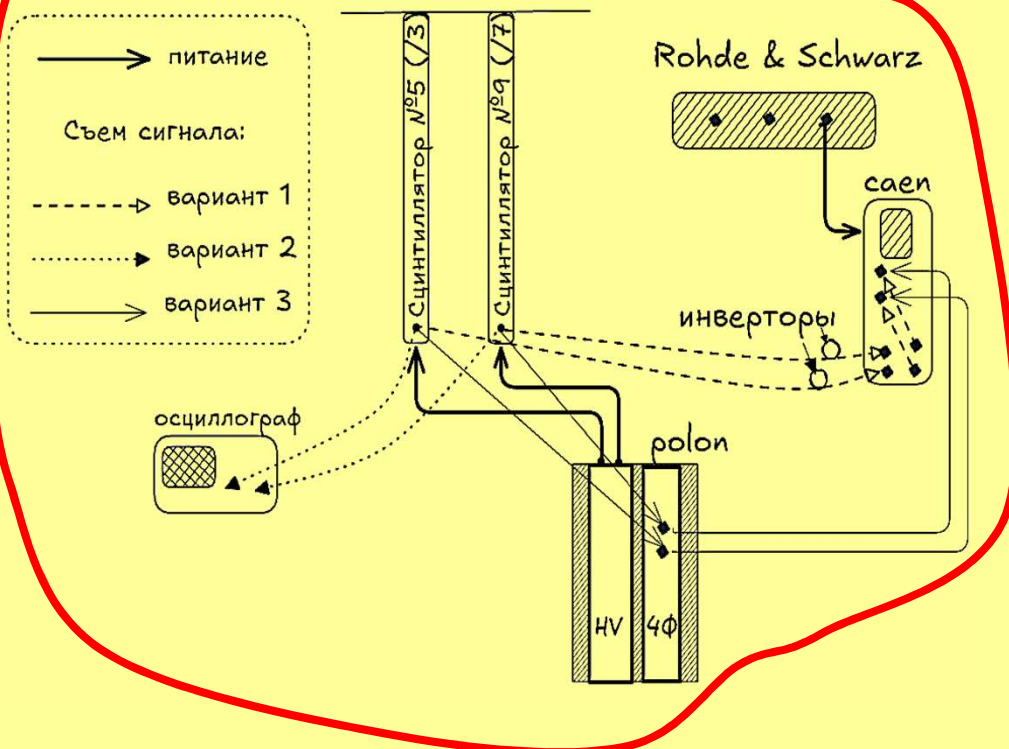 питание
Съем сигнала:
вариант 1
вариант 2
вариант 3
Сцинтиллятор №5 (/3)
Сцинтиллятор №9 (/7)
Rohde & Schwarz
caen
инверторы
осциллограф
polon
HV
4Ф